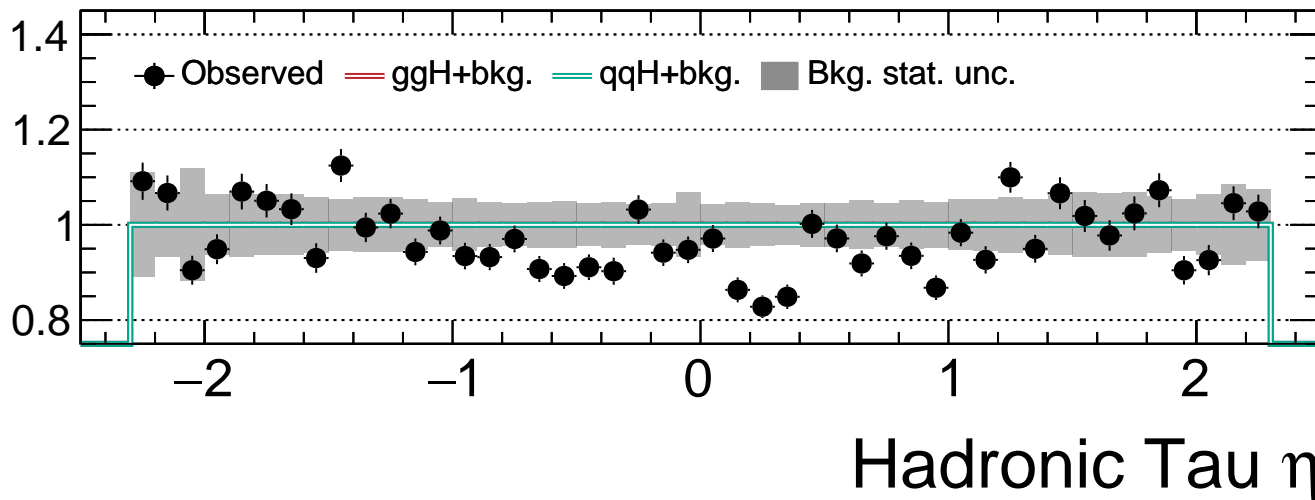 1.4
Observed ggH+bkg. qqH+bkg. Bkg. stat. unc.
1.2
1
0.8
−2 −1 0 1 2
Hadronic Tau η